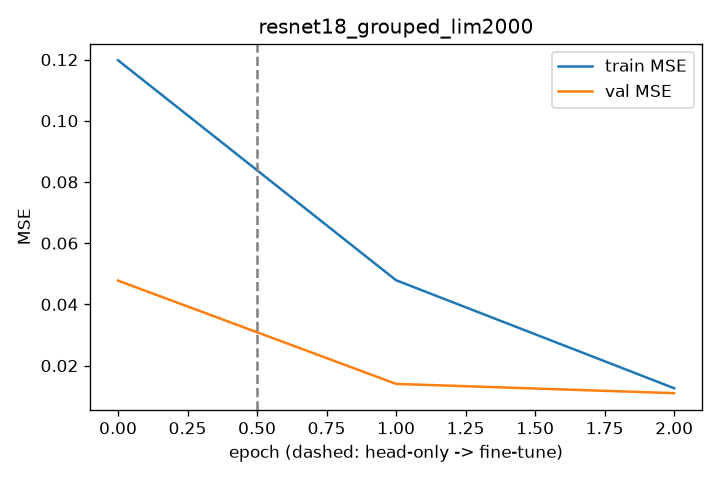 resnet18_grouped_lim2000
train MSE
val MSE
MSE
0.12
0.10
0.08
0.06
0.04
0.02
0.00 0.25 0.50 0.75 1.00 1.25 1.50 1.75 2.00
epoch (dashed: head-only -> fine-tune)